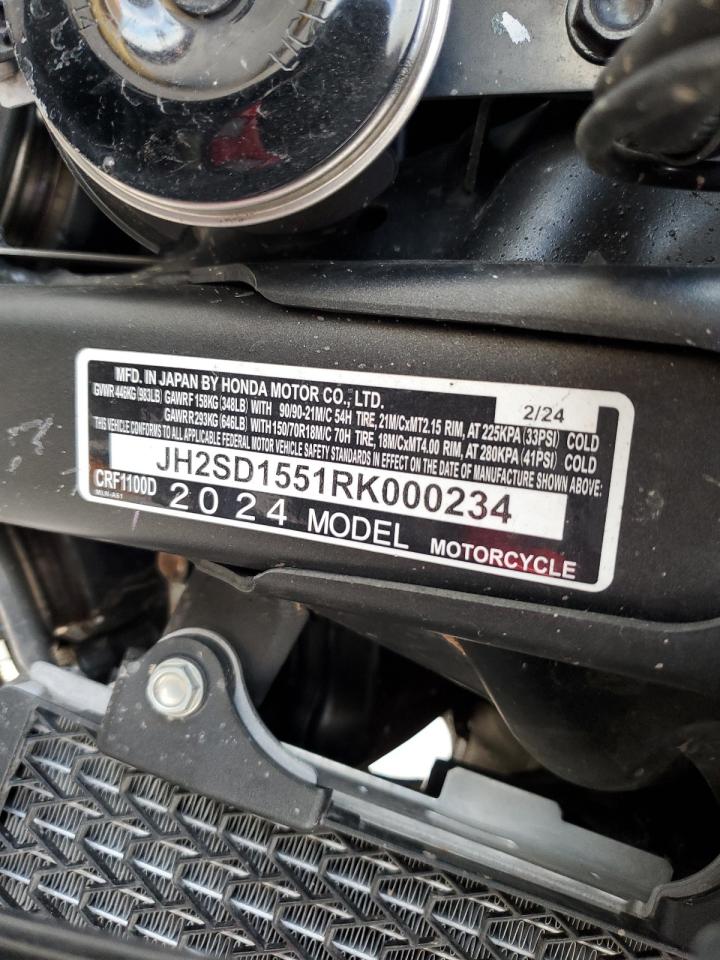 MFD. IN JAPAN BY HONDA MOTOR CO., LTD. 2/24
GVWR 446KG (983LB) GAWRF 158KG (348LB) WITH 90/90-21M/C 54H TIRE, 21M/CxMT2.15 RIM, AT 225KPA (33PSI) COLD
GAWRR 293KG (646LB) WITH 150/70R18M/C 70H TIRE, 18M/CxMT4.00 RIM, AT 280KPA (41PSI) COLD
THIS VEHICLE CONFORMS TO ALL APPLICABLE FEDERAL MOTOR VEHICLE SAFETY STANDARDS IN EFFECT ON THE DATE OF MANUFACTURE SHOWN ABOVE:
JH2SD1551RK000234
CRF1100D 2024 MODEL MOTORCYCLE
MLN-A61